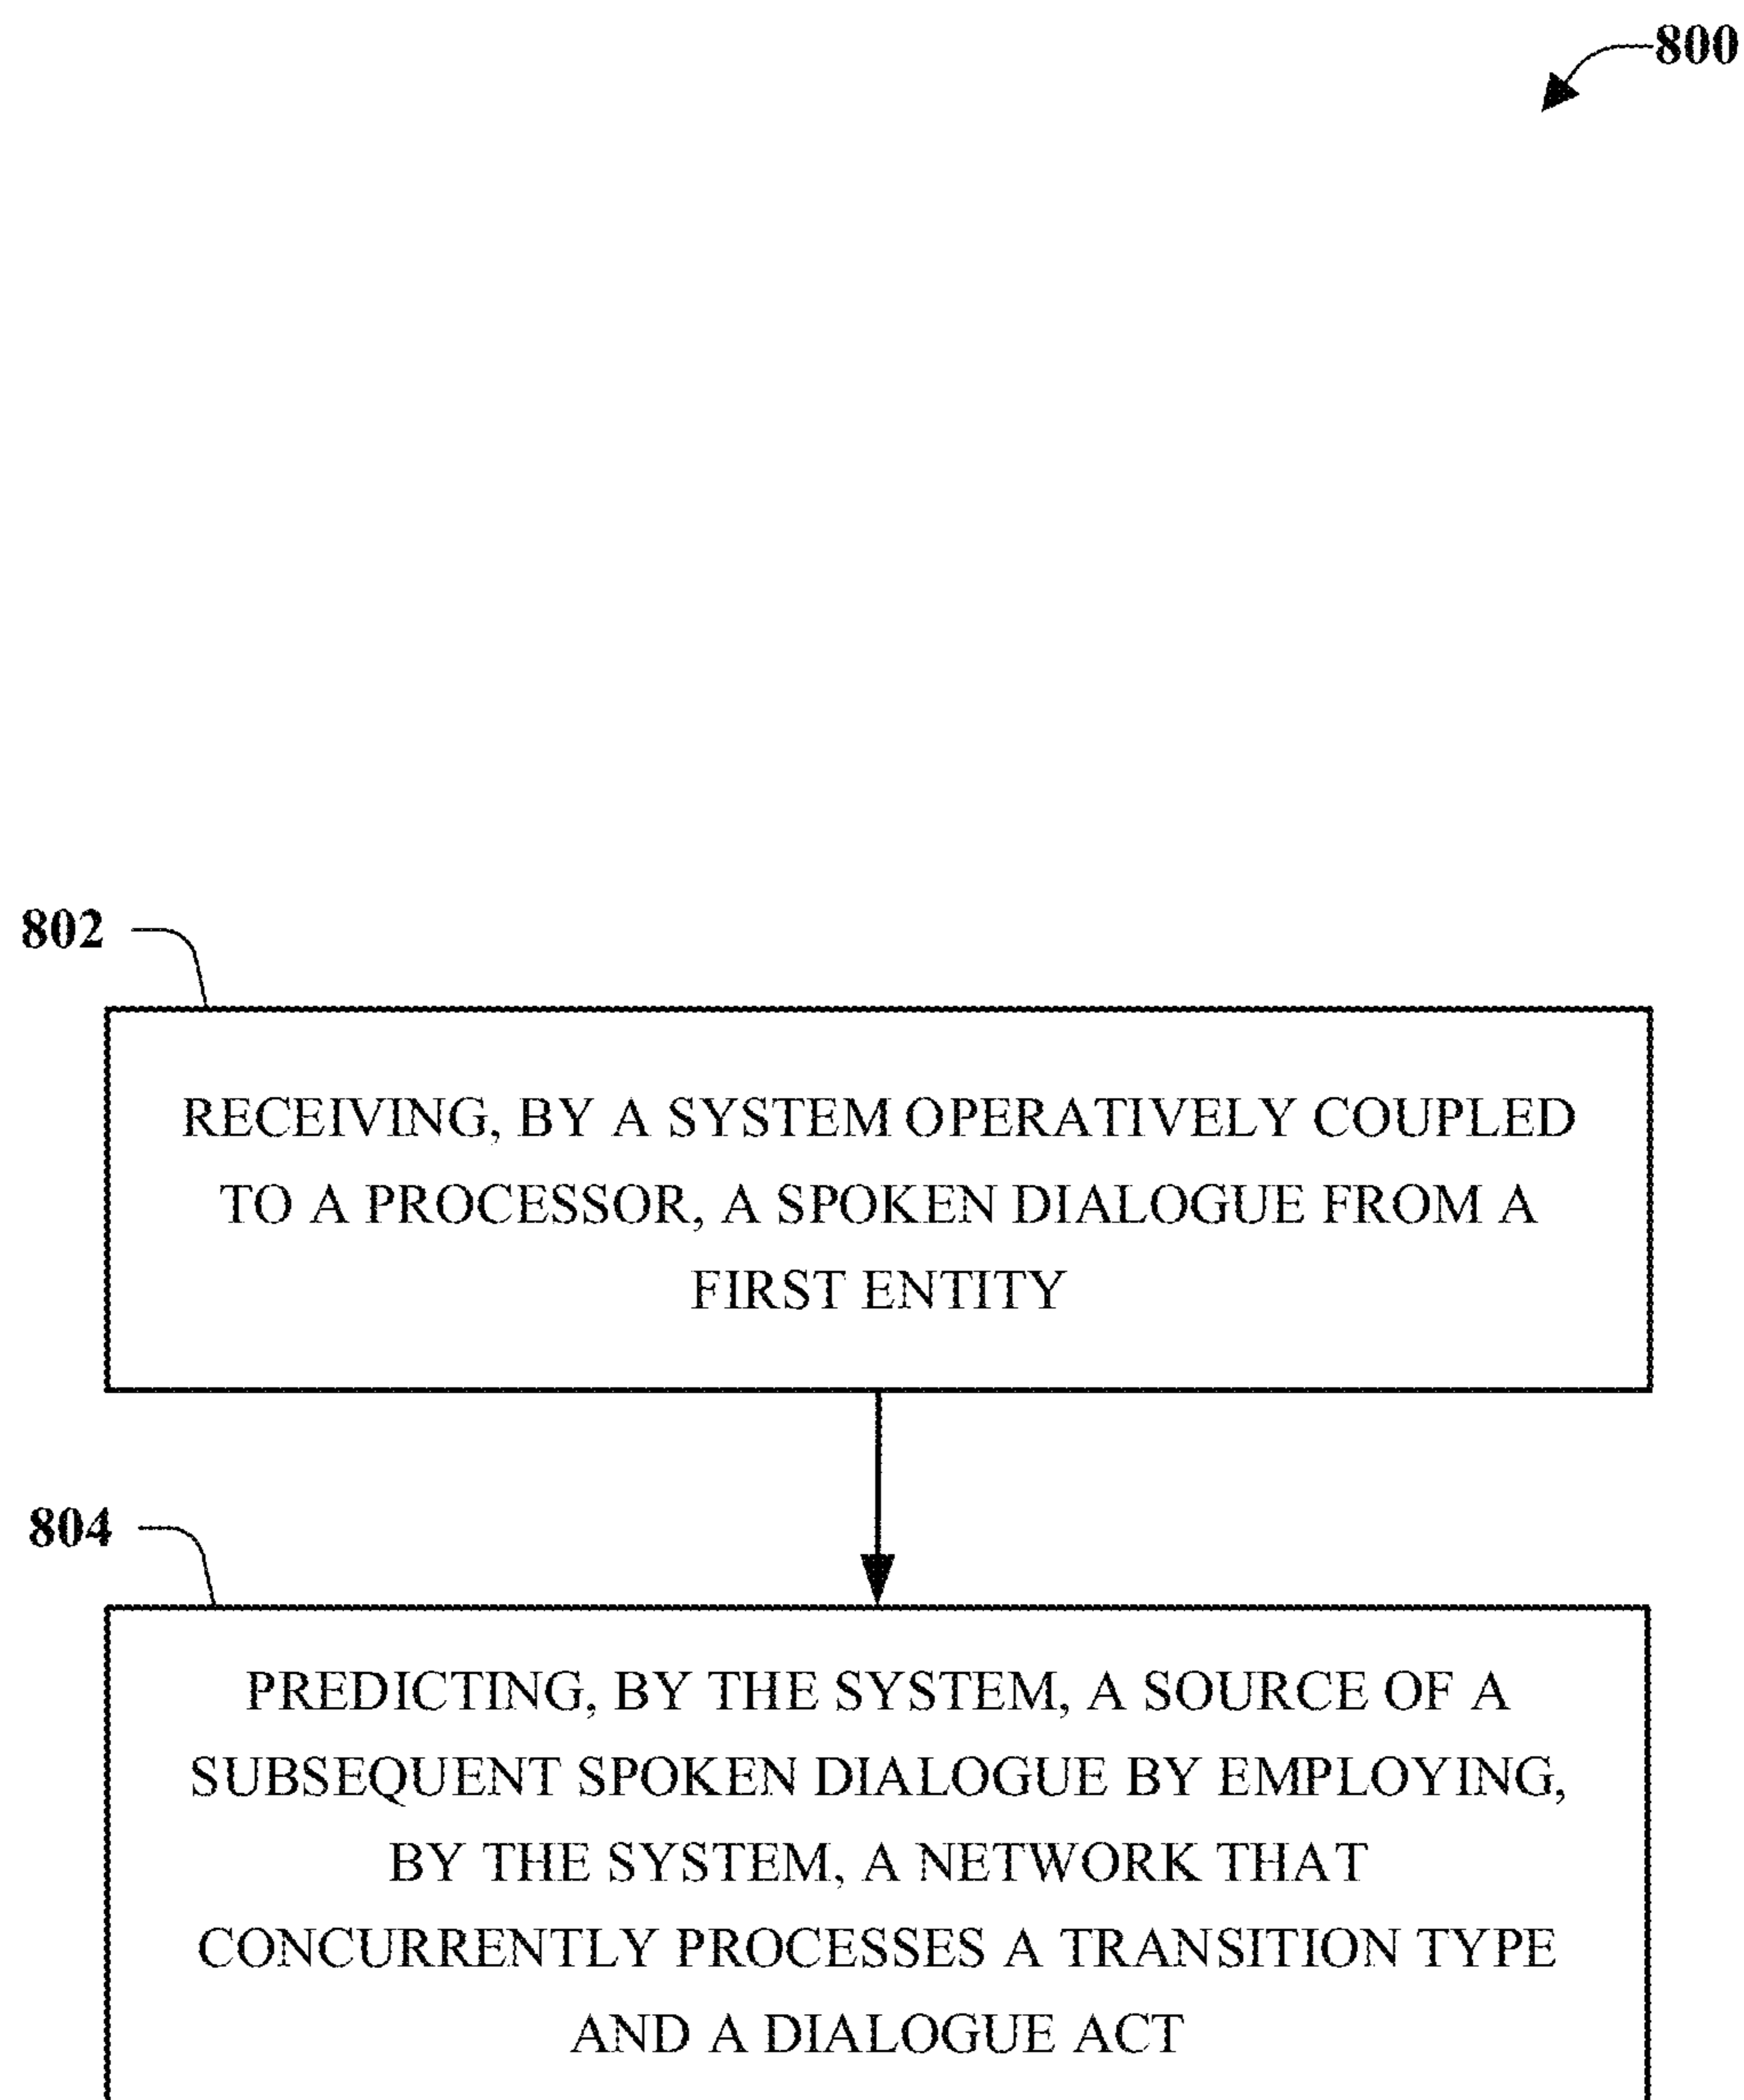 800
802
RECEIVING, BY A SYSTEM OPERATIVELY COUPLED
TO A PROCESSOR, A SPOKEN DIALOGUE FROM A
FIRST ENTITY
804
PREDICTING, BY THE SYSTEM, A SOURCE OF A
SUBSEQUENT SPOKEN DIALOGUE BY EMPLOYING,
BY THE SYSTEM, A NETWORK THAT
CONCURRENTLY PROCESSES A TRANSITION TYPE
AND A DIALOGUE ACT